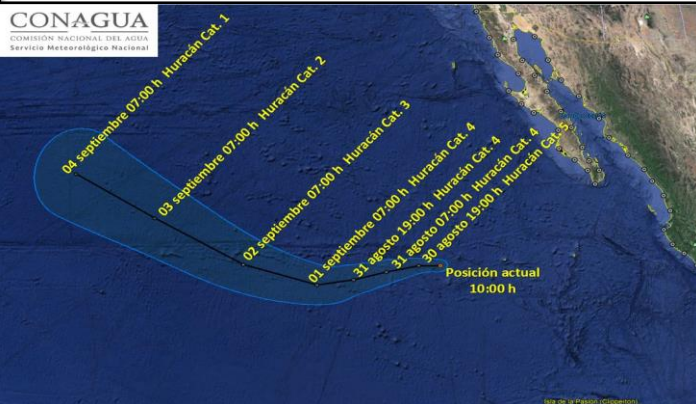 CONAGUA
COMISIÓN NACIONAL DEL AGUA
Servicio Meteorológico Nacional
04 septiembre 07:00 h Huracán Cat. 1
03 septiembre 07:00 h Huracán Cat. 2
02 septiembre 07:00 h Huracán Cat. 3
01 septiembre 07:00 h Huracán Cat. 4
31 agosto 19:00 h Huracán Cat. 4
31 agosto 07:00 h Huracán Cat. 4
30 agosto 19:00 h Huracán Cat. 5
Posición actual
10:00 h
Isla de la Pasión (Clipperton)